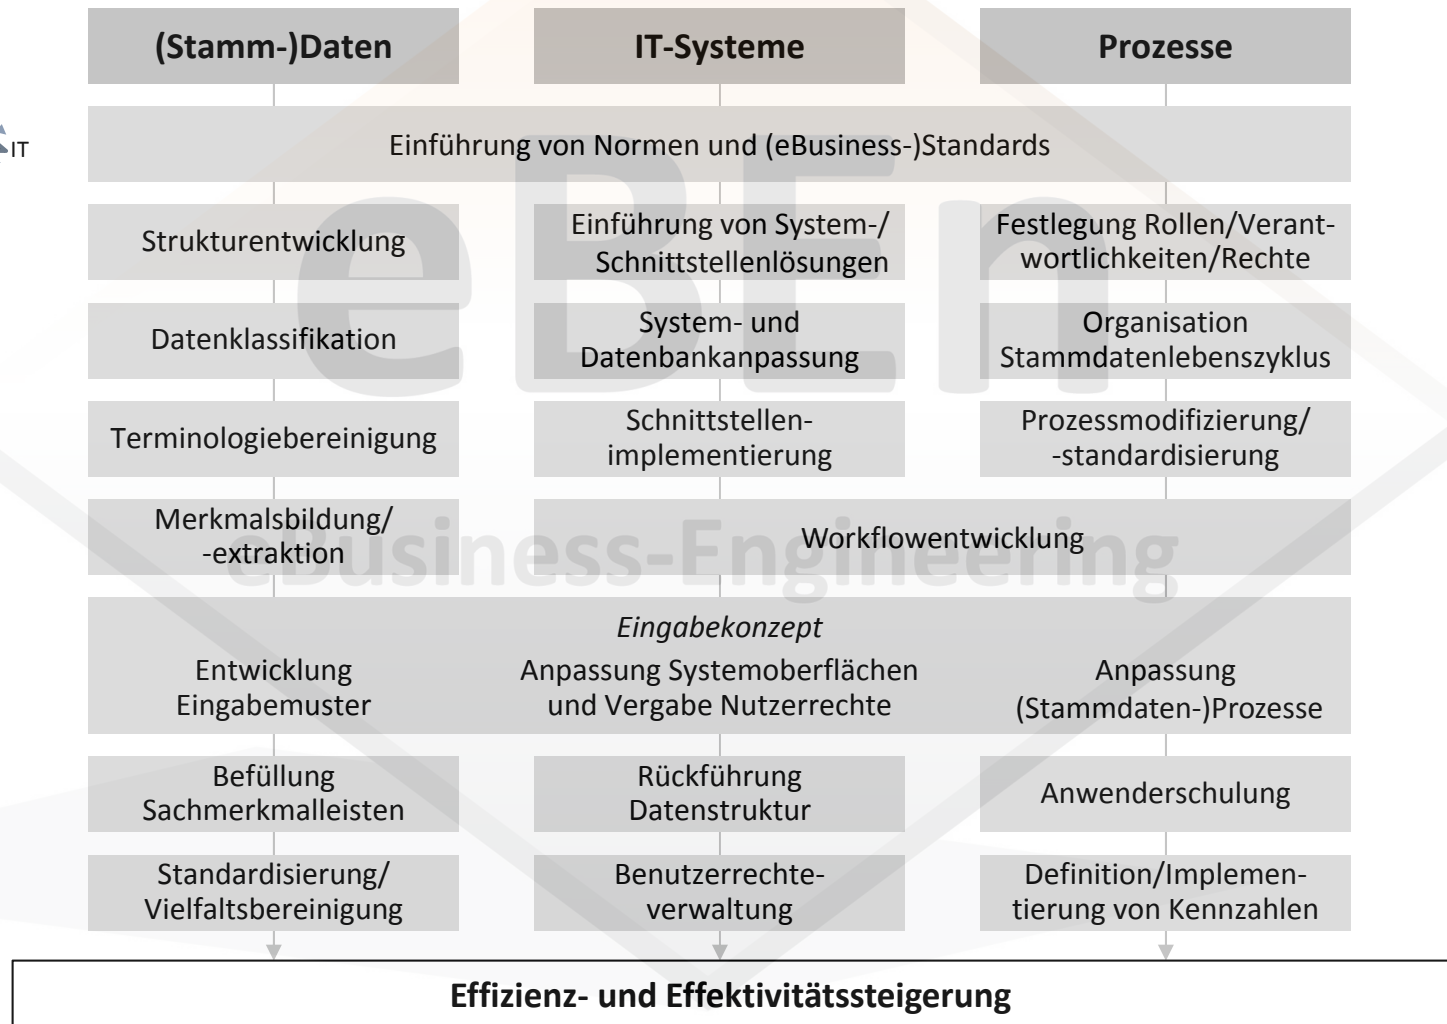 (Stamm-)Daten
IT-Systeme
Prozesse
IT
Einführung von Normen und (eBusiness-)Standards
Strukturentwicklung
Einführung von System-/
Schnittstellenlösungen
Festlegung Rollen/Verant-
wortlichkeiten/Rechte
Datenklassifikation
System- und
Datenbankanpassung
Organisation
Stammdatenlebenszyklus
Terminologiebereinigung
Schnittstellen-
implementierung
Prozessmodifizierung/
-standardisierung
Merkmalsbildung/
-extraktion
Workflowentwicklung
Eingabekonzept
Entwicklung
Eingabemuster
Anpassung Systemoberflächen
und Vergabe Nutzerrechte
Anpassung
(Stammdaten-)Prozesse
Befüllung
Sachmerkmalleisten
Rückführung
Datenstruktur
Anwenderschulung
Standardisierung/
Vielfaltsbereinigung
Benutzerrechte-
verwaltung
Definition/Implemen-
tierung von Kennzahlen
Effizienz- und Effektivitätssteigerung
eBEn
eBusiness-Engineering